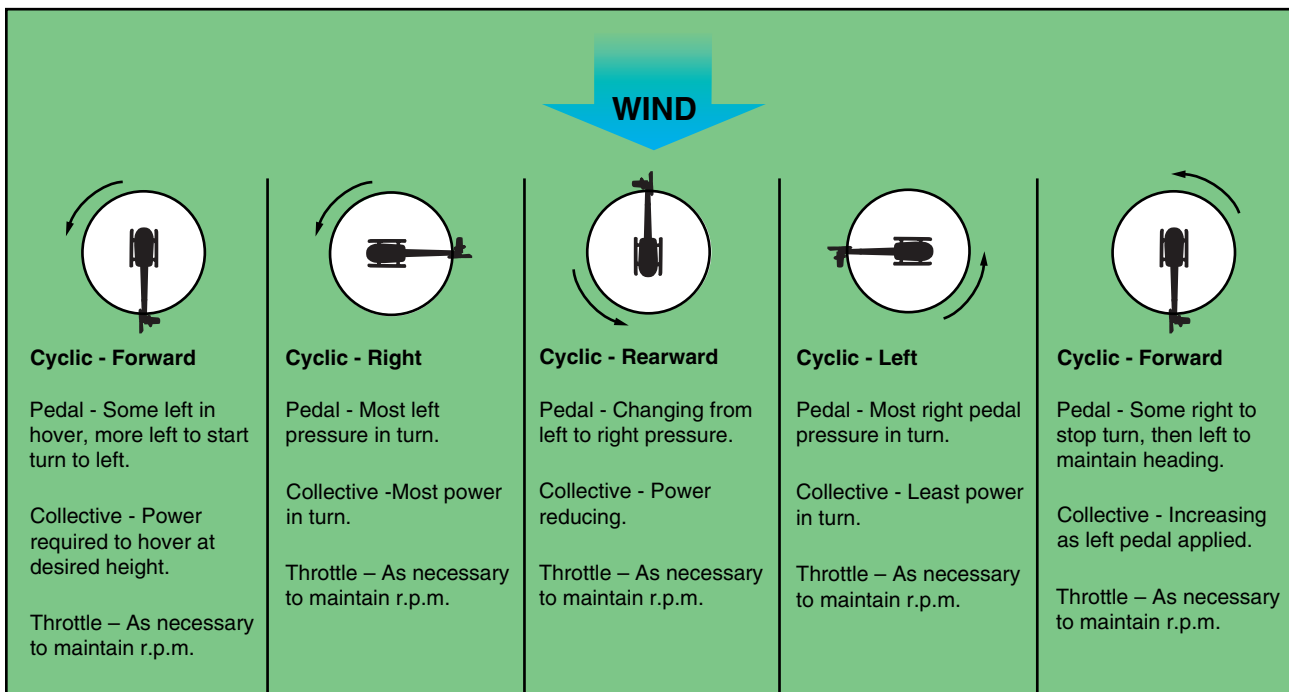 WIND
Cyclic - Forward
Pedal - Some left in
hover, more left to start
turn to left.
Collective - Power
required to hover at
desired height.
Throttle – As necessary
to maintain r.p.m.
Cyclic - Right
Pedal - Most left
pressure in turn.
Collective -Most power
in turn.
Throttle – As necessary
to maintain r.p.m.
Cyclic - Rearward
Pedal - Changing from
left to right pressure.
Collective - Power
reducing.
Throttle – As necessary
to maintain r.p.m.
Cyclic - Left
Pedal - Most right pedal
pressure in turn.
Collective - Least power
in turn.
Throttle – As necessary
to maintain r.p.m.
Cyclic - Forward
Pedal - Some right to
stop turn, then left to
maintain heading.
Collective - Increasing
as left pedal applied.
Throttle – As necessary
to maintain r.p.m.